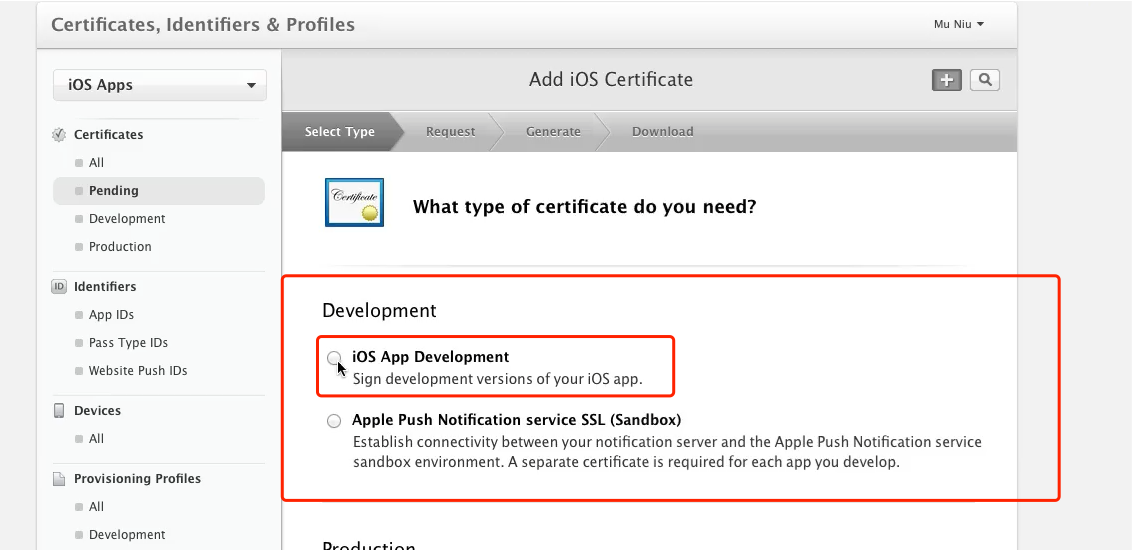 Certificates, Identifiers & Profiles
Mu Niu
iOS Apps
Add iOS Certificate
Select Type
Request
Generate
Download
Certificates
All
Pending
Development
Production
ID
Identifiers
App IDs
Pass Type IDs
Website Push IDs
Devices
All
Provisioning Profiles
All
Development
Certificate
What type of certificate do you need?
Development
iOS App Development
Sign development versions of your iOS app.
Apple Push Notification service SSL (Sandbox)
Establish connectivity between your notification server and the Apple Push Notification service
sandbox environment. A separate certificate is required for each app you develop.
Production